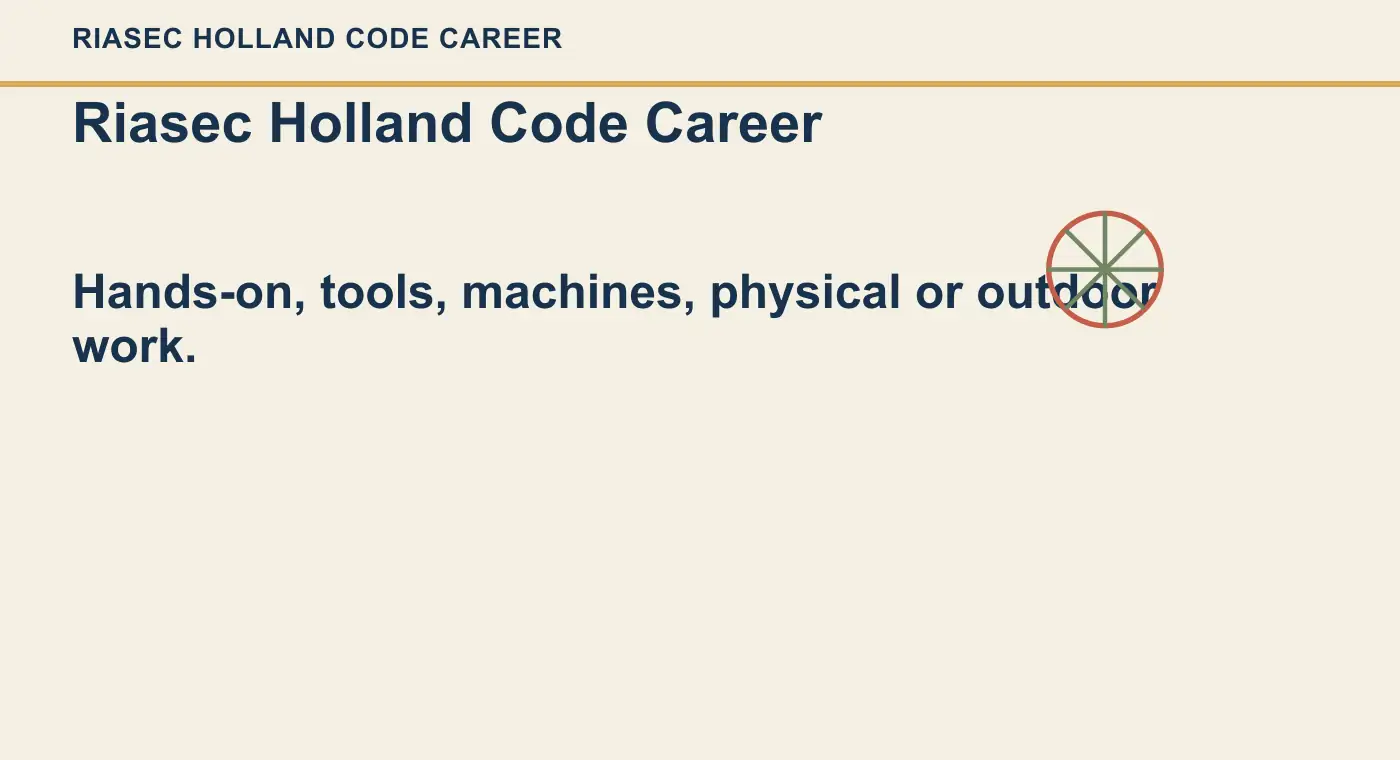 RIASEC HOLLAND CODE CAREER
Riasec Holland Code Career
Hands-on, tools, machines, physical or outdoor
work.